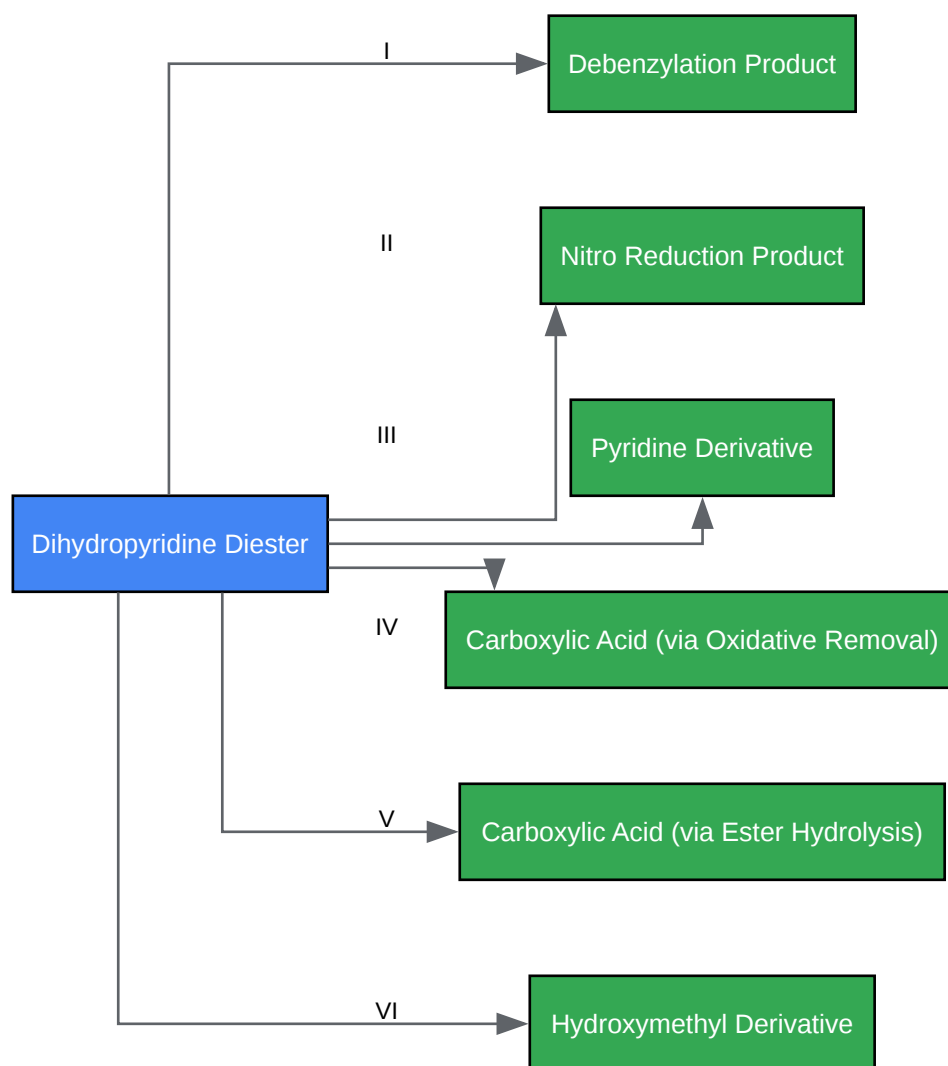 I
Debenzylation Product
II
Nitro Reduction Product
III
Pyridine Derivative
Dihydropyridine Diester
IV
Carboxylic Acid (via Oxidative Removal)
V
Carboxylic Acid (via Ester Hydrolysis)
VI
Hydroxymethyl Derivative